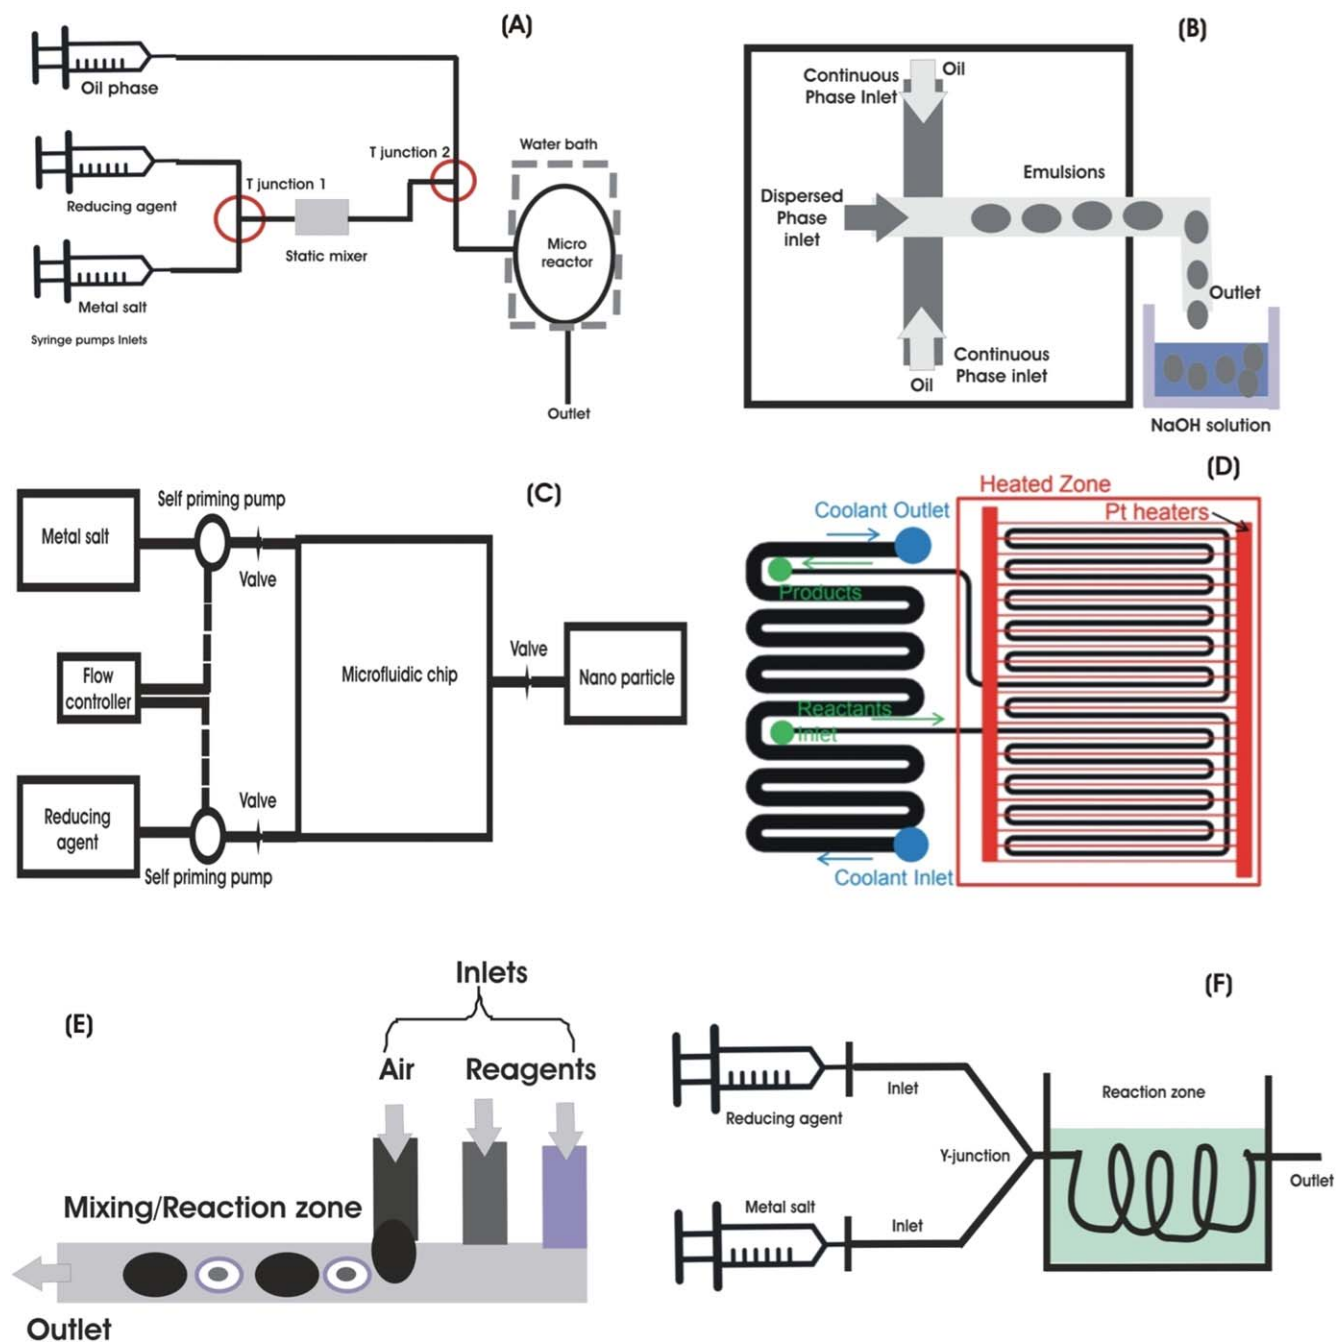 (A)
Oil phase
T junction 2
Water bath
T junction 1
Reducing agent
Static mixer
Micro
reactor
Metal salt
Syringe pumps Inlets
Outlet
(B)
Oil
Continuous
Phase Inlet
Emulsions
Dispersed
Phase
inlet
Outlet
Continuous
Phase inlet
Oil
NaOH solution
(C)
Self priming pump
Metal salt
Valve
Flow
controller
Microfluidic chip
Valve
Nano particle
Valve
Reducing
agent
Self priming pump
(D)
Heated Zone
Coolant Outlet
Pt heaters
Products
Reactants
Inlet
Coolant Inlet
(E)
Inlets
Air
Reagents
Mixing/Reaction zone
Outlet
(F)
Reaction zone
Inlet
Reducing agent
Y-junction
Metal salt
Inlet
Outlet